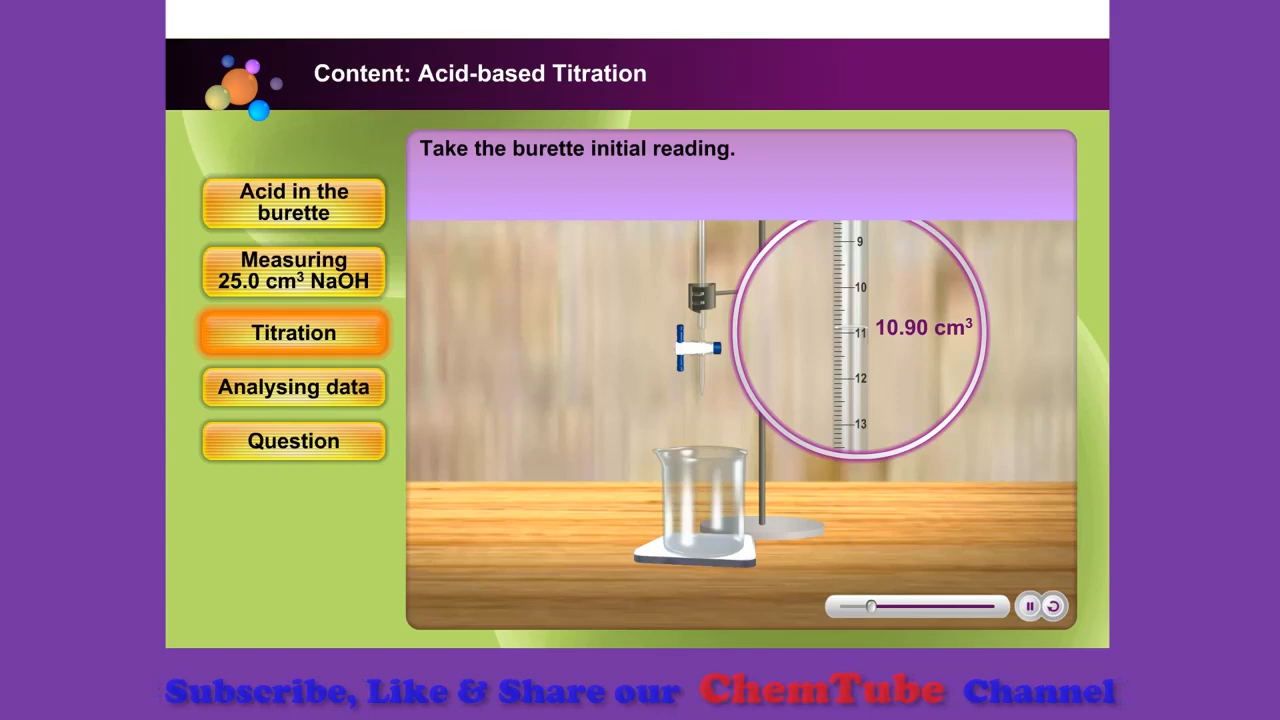 Content: Acid-based Titration
Take the burette initial reading.
Acid in the
burette
Measuring
25.0 cm³ NaOH
Titration
Analysing data
Question
9
10
11
12
13
10.90 cm³
Subscribe, Like & Share our ChemTube Channel